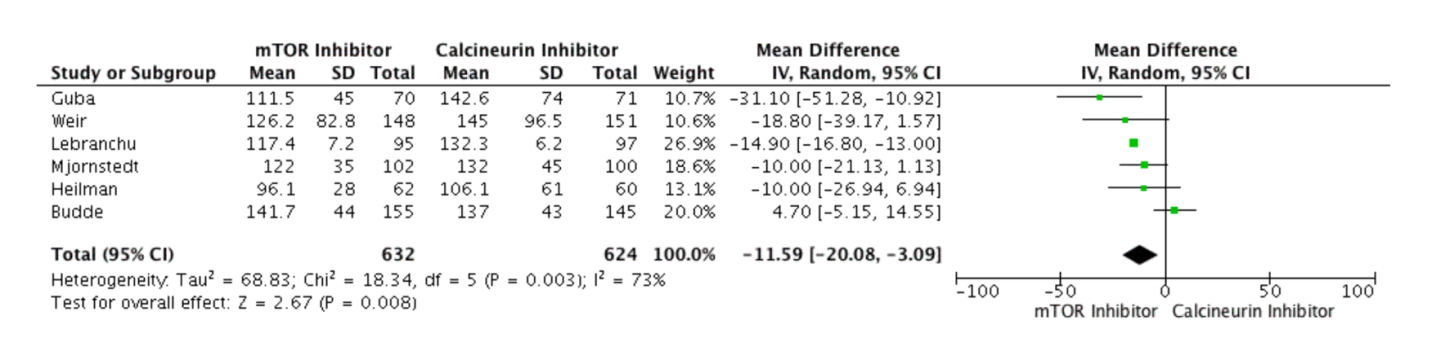 mTOR Inhibitor Calcineurin Inhibitor Mean Difference Mean Difference
Study or Subgroup Mean SD Total Mean SD Total Weight IV, Random, 95% CI IV, Random, 95% CI
Guba 111.5 45 70 142.6 74 71 10.7% -31.10 [-51.28, -10.92]
Weir 126.2 82.8 148 145 96.5 151 10.6% -18.80 [-39.17, 1.57]
Lebranchu 117.4 7.2 95 132.3 6.2 97 26.9% -14.90 [-16.80, -13.00]
Mjornstedt 122 35 102 132 45 100 18.6% -10.00 [-21.13, 1.13]
Heilman 96.1 28 62 106.1 61 60 13.1% -10.00 [-26.94, 6.94]
Budde 141.7 44 155 137 43 145 20.0% 4.70 [-5.15, 14.55]
Total (95% CI) 632 624 100.0% -11.59 [-20.08, -3.09]
Heterogeneity: Tau² = 68.83; Chi² = 18.34, df = 5 (P = 0.003); I² = 73%
Test for overall effect: Z = 2.67 (P = 0.008)
-100 -50 0 50 100
mTOR Inhibitor Calcineurin Inhibitor